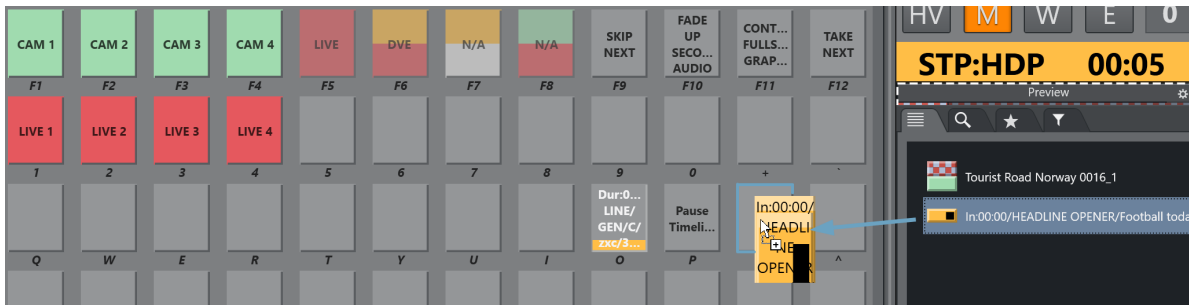 HV M W E 0
STP:HDP 00:05
Preview
CAM 1 CAM 2 CAM 3 CAM 4 LIVE DVE N/A N/A SKIP NEXT FADE UP SECO... AUDIO CONT... FULLS... GRAP... TAKE NEXT
F1 F2 F3 F4 F5 F6 F7 F8 F9 F10 F11 F12
LIVE 1 LIVE 2 LIVE 3 LIVE 4
1 2 3 4 5 6 7 8 9 0 + `
Dur:0... LINE/ GEN/C/ zxc/3...
Pause Timeli...
In:00:00/ HEADLI NE OPENER
Q W E R T Y U I O P ^
Tourist Road Norway 0016_1
In:00:00/HEADLINE OPENER/Football toda